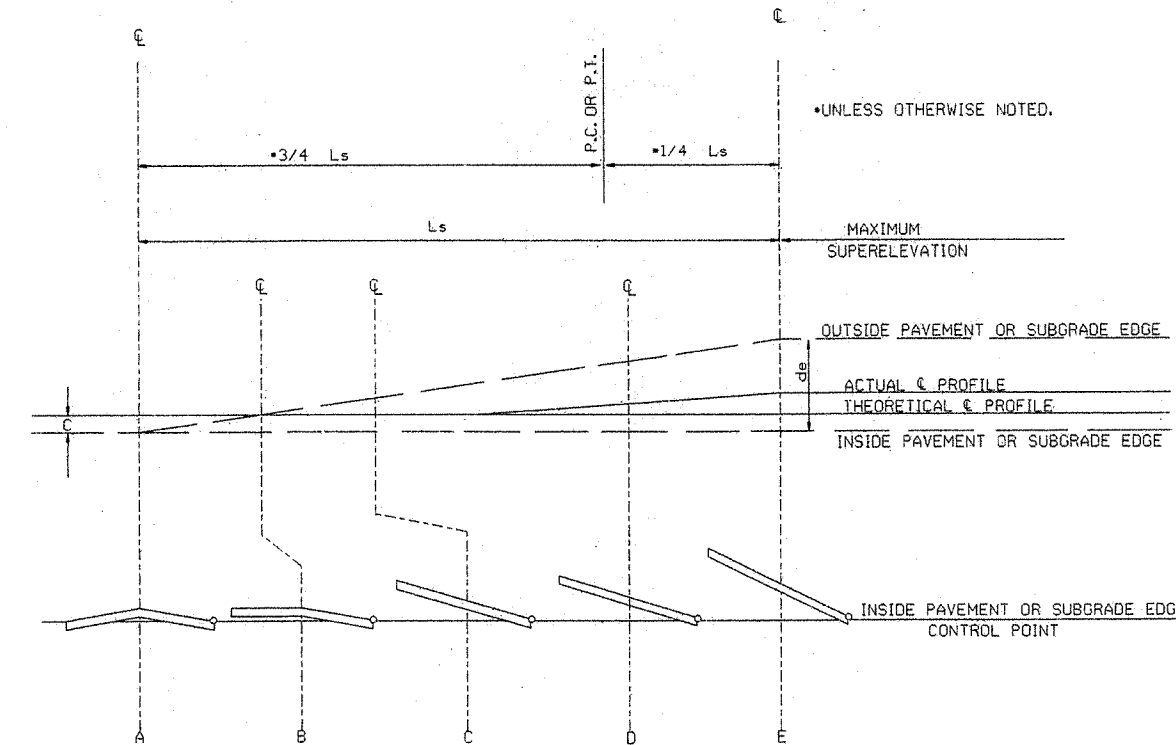 ℄
℄
P.C. OR P.T.
*UNLESS OTHERWISE NOTED.
*3/4 Ls
*1/4 Ls
Ls
MAXIMUM
SUPERELEVATION
℄
℄
℄
OUTSIDE PAVEMENT OR SUBGRADE EDGE
de
ACTUAL ℄ PROFILE
THEORETICAL ℄ PROFILE
C
INSIDE PAVEMENT OR SUBGRADE EDGE
INSIDE PAVEMENT OR SUBGRADE EDG
CONTROL POINT
A
B
C
D
E